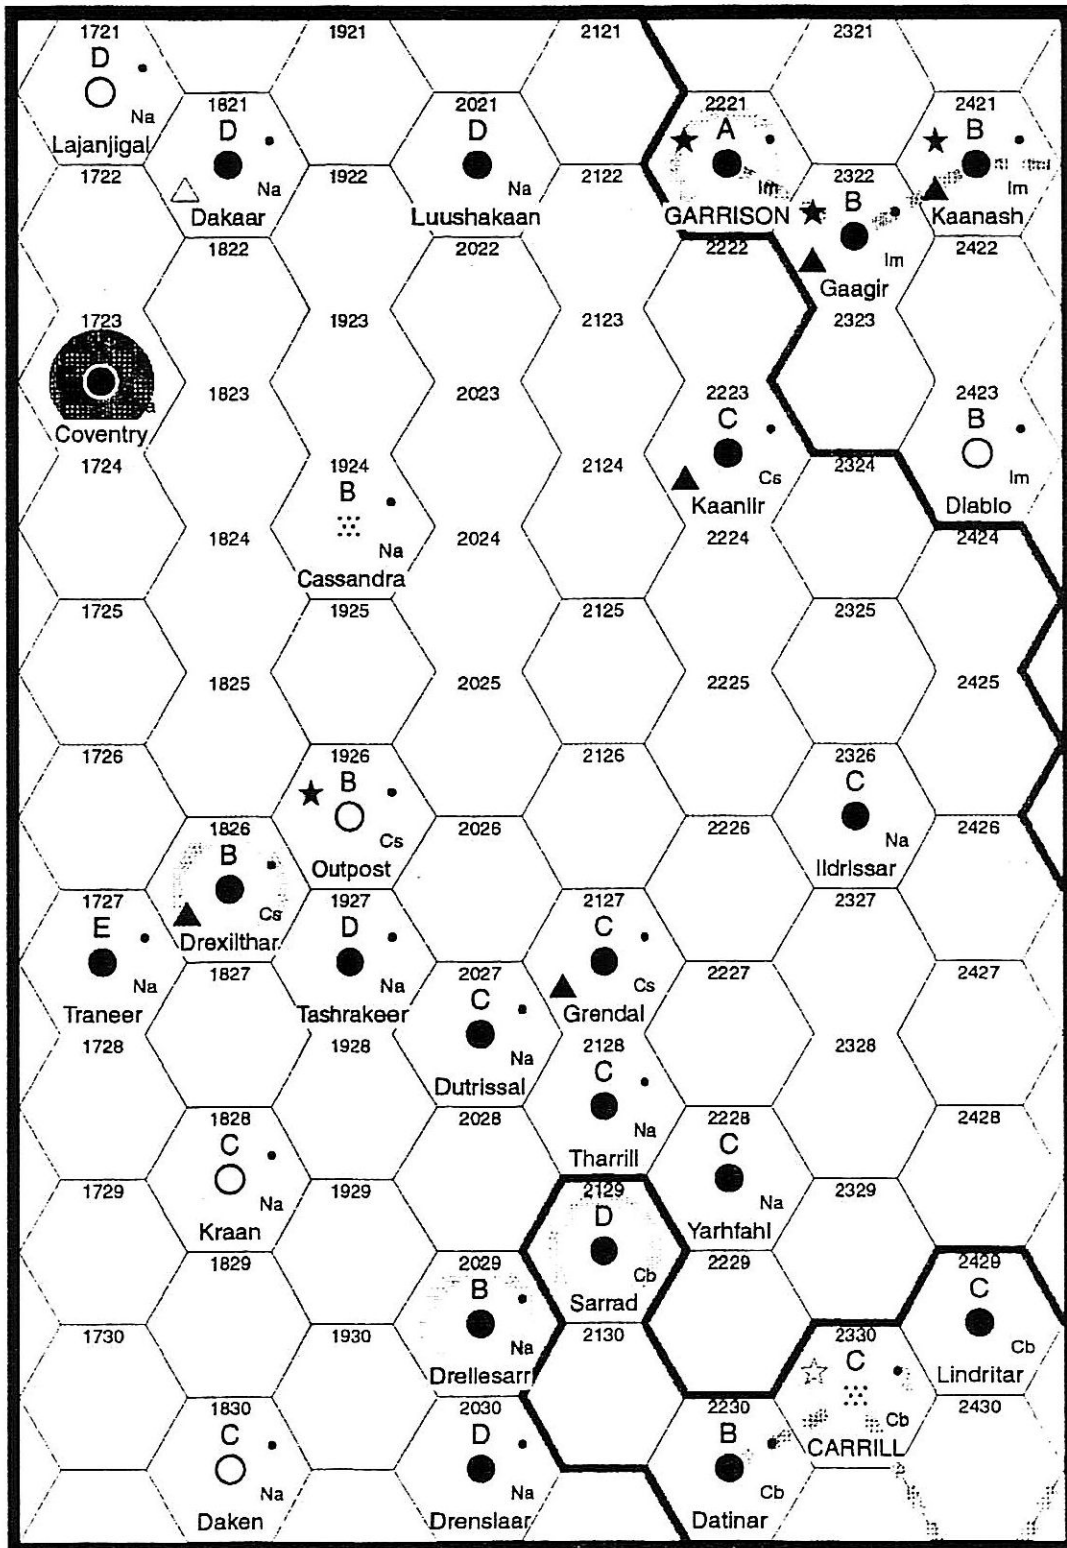 1721 1921 2121 2321
D
Na
Lajanjigal
1821 2021 2221 2421
D D A B
Na Na Im Im
Dakaar Luushakaan GARRISON Kaanash
1722 1922 2122 2322
B
Im
Gaagir
1822 2022 2222 2422
1723 1923 2123 2323
Coventry
1823 2023 2223 2423
C B
Cs Im
Kaanlir Diablo
1724 1924 2124 2324
B
Na
Cassandra
1824 2024 2224 2424
1725 1925 2125 2325
1825 2025 2225 2425
1726 1926 2126 2326
B C
Cs Na
Outpost Ildrissar
1826 2026 2226 2426
B
Cs
Drexilthar
1727 1927 2127 2327
E D C
Na Na Cs
Traneer Tashrakeer Grendal
1827 2027 2227 2427
C
Na
Dutrissal
1728 1928 2128 2328
C
Na
Tharrill
1828 2028 2228 2428
C C
Na Na
Kraan Yarhfahl
1729 1929 2129 2329
D
Cb
Sarrad
1829 2029 2229 2429
B C
Na Cb
Drellesarr Lindritar
1730 1930 2130 2330
C
Cb
CARRILL
1830 2030 2230 2430
C D B
Na Na Cb
Daken Drenslaar Datinar